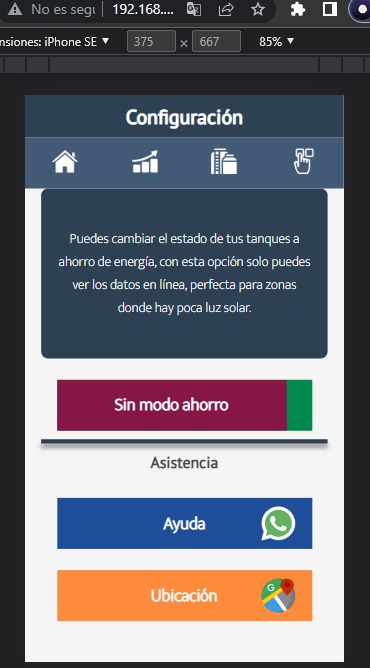 No es segu
192.168....
nsiones: iPhone SE ▼
375 × 667
85% ▼
Configuración
Puedes cambiar el estado de tus tanques a
ahorro de energía, con esta opción solo puedes
ver los datos en línea, perfecta para zonas
donde hay poca luz solar.
Sin modo ahorro
Asistencia
Ayuda
Ubicación